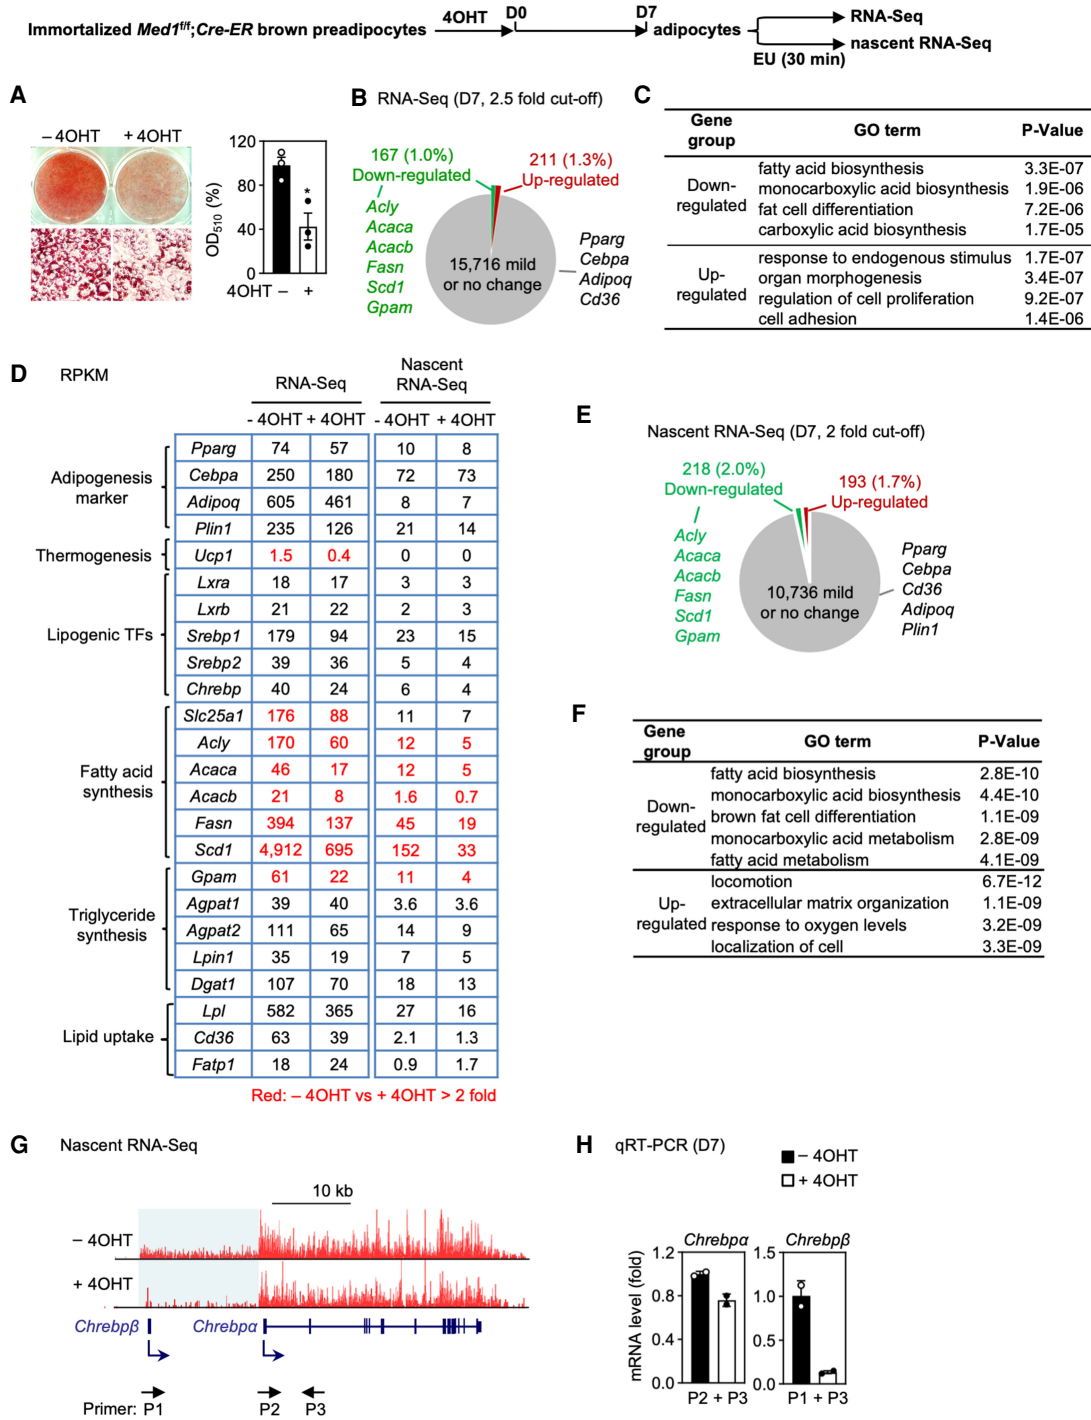 Immortalized Med1f/f;Cre-ER brown preadipocytes
4OHT
D0
D7
adipocytes
RNA-Seq
nascent RNA-Seq
EU (30 min)
A
– 4OHT
+ 4OHT
OD510 (%)
120
80
40
0
*
4OHT – +
B
RNA-Seq (D7, 2.5 fold cut-off)
167 (1.0%)
Down-regulated
211 (1.3%)
Up-regulated
Acly
Acaca
Acacb
Fasn
Scd1
Gpam
15,716 mild
or no change
Pparg
Cebpa
Adipoq
Cd36
C
Gene group GO term P-Value
Down-regulated
fatty acid biosynthesis 3.3E-07
monocarboxylic acid biosynthesis 1.9E-06
fat cell differentiation 7.2E-06
carboxylic acid biosynthesis 1.7E-05
Up-regulated
response to endogenous stimulus 1.7E-07
organ morphogenesis 3.4E-07
regulation of cell proliferation 9.2E-07
cell adhesion 1.4E-06
D
RPKM
RNA-Seq
Nascent
RNA-Seq
- 4OHT + 4OHT - 4OHT + 4OHT
Adipogenesis
marker
Pparg 74 57 10 8
Cebpa 250 180 72 73
Adipoq 605 461 8 7
Plin1 235 126 21 14
Thermogenesis
Ucp1 1.5 0.4 0 0
Lipogenic TFs
Lxra 18 17 3 3
Lxrb 21 22 2 3
Srebp1 179 94 23 15
Srebp2 39 36 5 4
Chrebp 40 24 6 4
Fatty acid
synthesis
Slc25a1 176 88 11 7
Acly 170 60 12 5
Acaca 46 17 12 5
Acacb 21 8 1.6 0.7
Fasn 394 137 45 19
Scd1 4,912 695 152 33
Triglyceride
synthesis
Gpam 61 22 11 4
Agpat1 39 40 3.6 3.6
Agpat2 111 65 14 9
Lpin1 35 19 7 5
Dgat1 107 70 18 13
Lipid uptake
Lpl 582 365 27 16
Cd36 63 39 2.1 1.3
Fatp1 18 24 0.9 1.7
Red: – 4OHT vs + 4OHT > 2 fold
E
Nascent RNA-Seq (D7, 2 fold cut-off)
218 (2.0%)
Down-regulated
193 (1.7%)
Up-regulated
Acly
Acaca
Acacb
Fasn
Scd1
Gpam
10,736 mild
or no change
Pparg
Cebpa
Cd36
Adipoq
Plin1
F
Gene group GO term P-Value
Down-regulated
fatty acid biosynthesis 2.8E-10
monocarboxylic acid biosynthesis 4.4E-10
brown fat cell differentiation 1.1E-09
monocarboxylic acid metabolism 2.8E-09
fatty acid metabolism 4.1E-09
Up-regulated
locomotion 6.7E-12
extracellular matrix organization 1.1E-09
response to oxygen levels 3.2E-09
localization of cell 3.3E-09
G
Nascent RNA-Seq
10 kb
– 4OHT
+ 4OHT
Chrebpβ
Chrebpα
Primer: P1 P2 P3
H
qRT-PCR (D7)
– 4OHT
+ 4OHT
mRNA level (fold)
Chrebpα
1.2
0.8
0.4
0.0
P2 + P3
Chrebpβ
1.5
1.0
0.5
0.0
P1 + P3